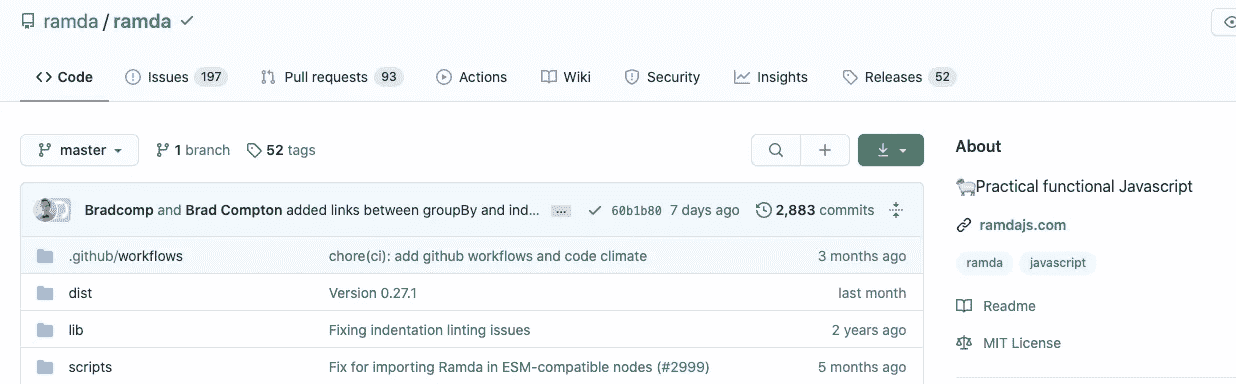 ramda / ramda
Code Issues 197 Pull requests 93 Actions Wiki Security Insights Releases 52
master 1 branch 52 tags
Bradcomp and Brad Compton added links between groupBy and ind... ... 60b1b80 7 days ago 2,883 commits
.github/workflows chore(ci): add github workflows and code climate 3 months ago
dist Version 0.27.1 last month
lib Fixing indentation linting issues 2 years ago
scripts Fix for importing Ramda in ESM-compatible nodes (#2999) 5 months ago
About
Practical functional Javascript
ramdajs.com
ramda javascript
Readme
MIT License